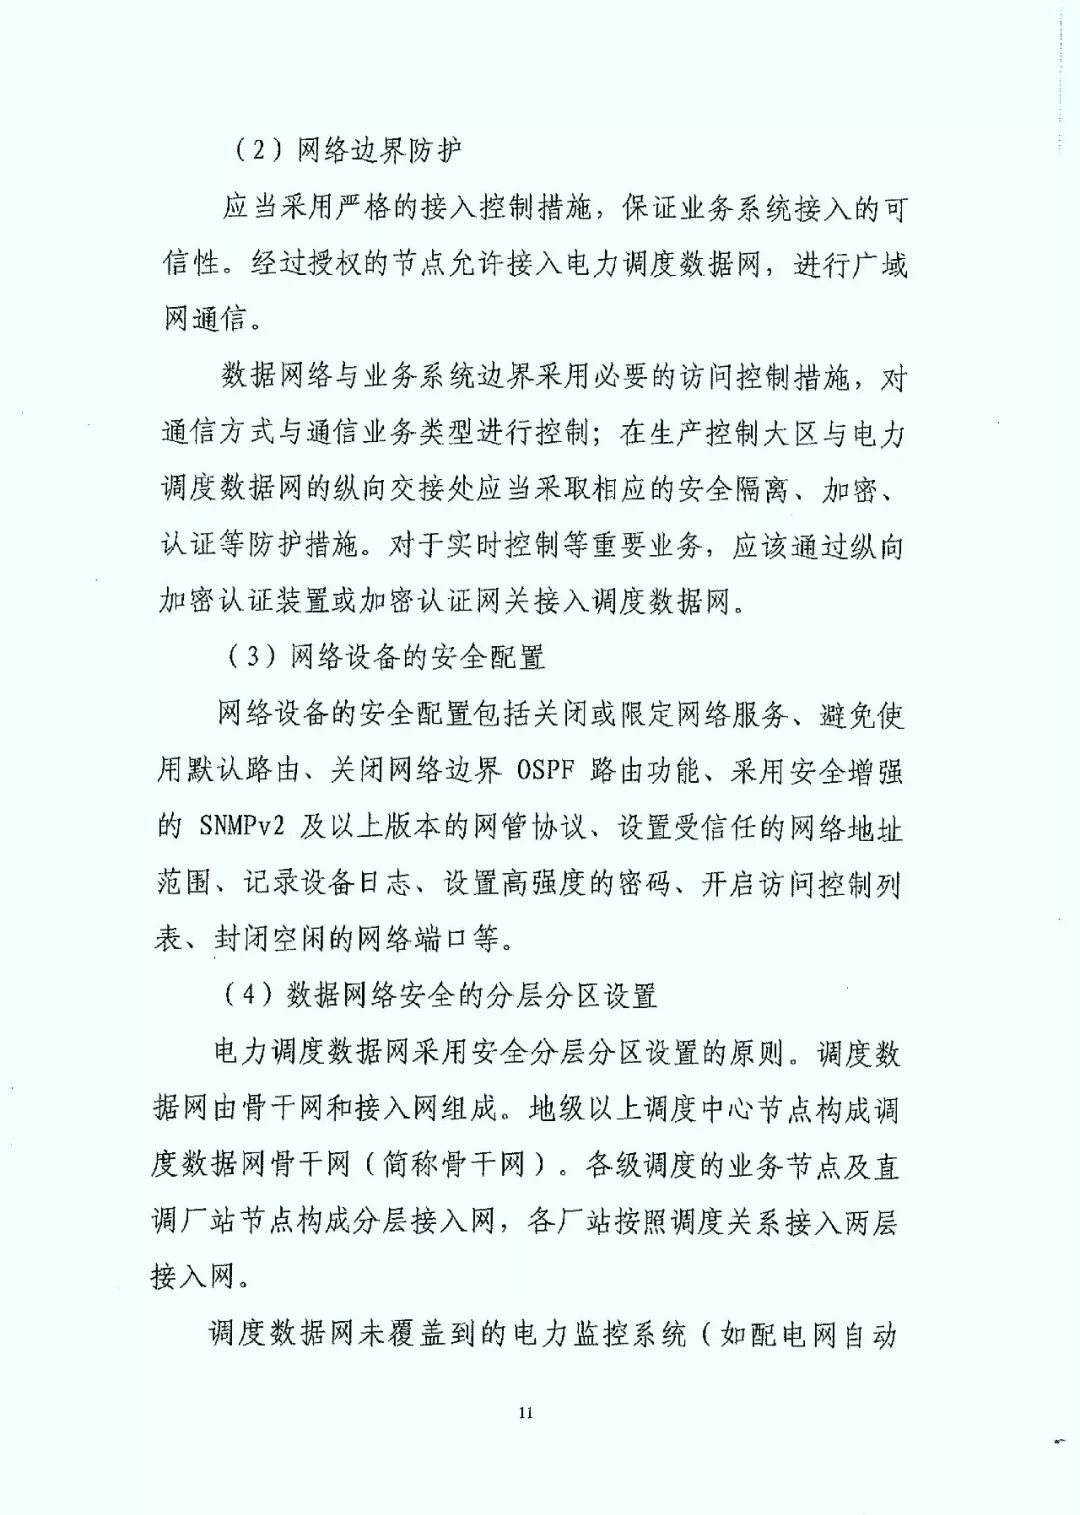 （2）网络边界防护
应当采用严格的接入控制措施，保证业务系统接入的可
信性。经过授权的节点允许接入电力调度数据网，进行广域
网通信。
数据网络与业务系统边界采用必要的访问控制措施，对
通信方式与通信业务类型进行控制；在生产控制大区与电力
调度数据网的纵向交接处应当采取相应的安全隔离、加密、
认证等防护措施。对于实时控制等重要业务，应该通过纵向
加密认证装置或加密认证网关接入调度数据网。
（3）网络设备的安全配置
网络设备的安全配置包括关闭或限定网络服务、避免使
用默认路由、关闭网络边界 OSPF 路由功能、采用安全增强
的 SNMPv2 及以上版本的网管协议、设置受信任的网络地址
范围、记录设备日志、设置高强度的密码、开启访问控制列
表、封闭空闲的网络端口等。
（4）数据网络安全的分层分区设置
电力调度数据网采用安全分层分区设置的原则。调度数
据网由骨干网和接入网组成。地级以上调度中心节点构成调
度数据网骨干网（简称骨干网）。各级调度的业务节点及直
调厂站节点构成分层接入网，各厂站按照调度关系接入两层
接入网。
调度数据网未覆盖到的电力监控系统（如配电网自动
11